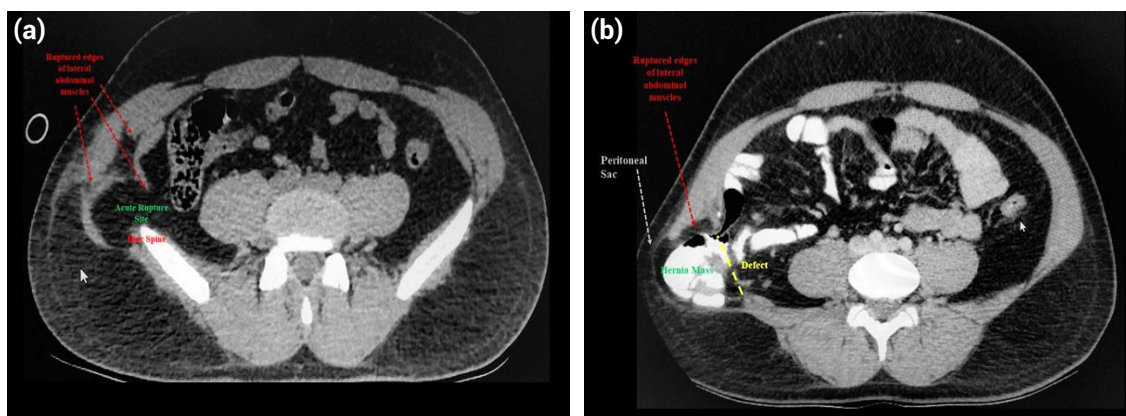 (a)
Ruptured edges
of lateral
abdominal
muscles
Acute Rupture
Site
Iliac Spine
(b)
Ruptured edges
of lateral
abdominal
muscles
Peritoneal
Sac
Defect
Hernia Mass